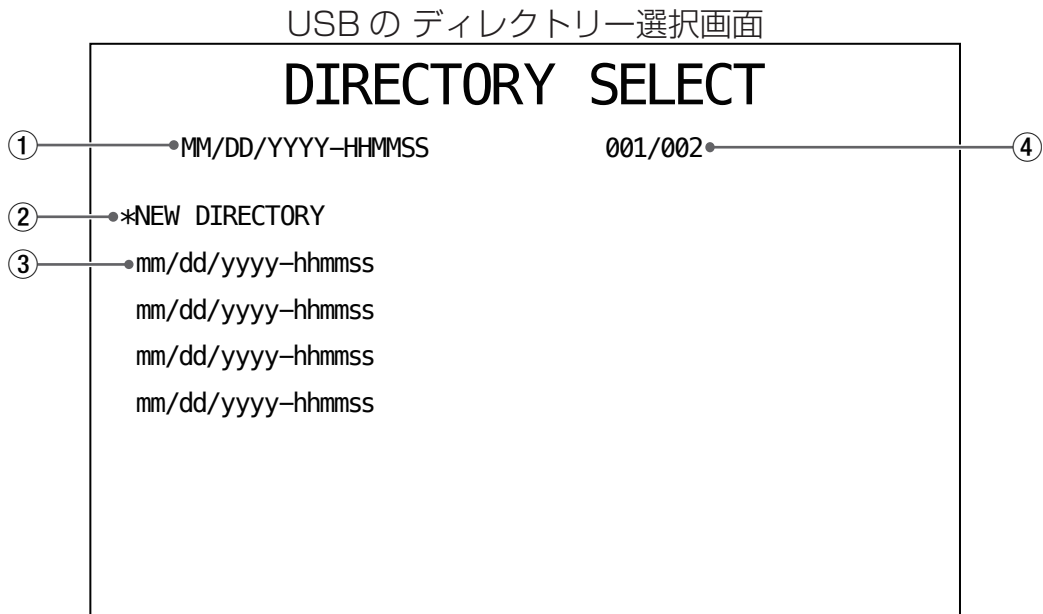 USB の ディレクトリー選択画面
DIRECTORY SELECT
① MM/DD/YYYY–HHMMSS 001/002 ④
② *NEW DIRECTORY
③ mm/dd/yyyy–hhmmss
mm/dd/yyyy–hhmmss
mm/dd/yyyy–hhmmss
mm/dd/yyyy–hhmmss